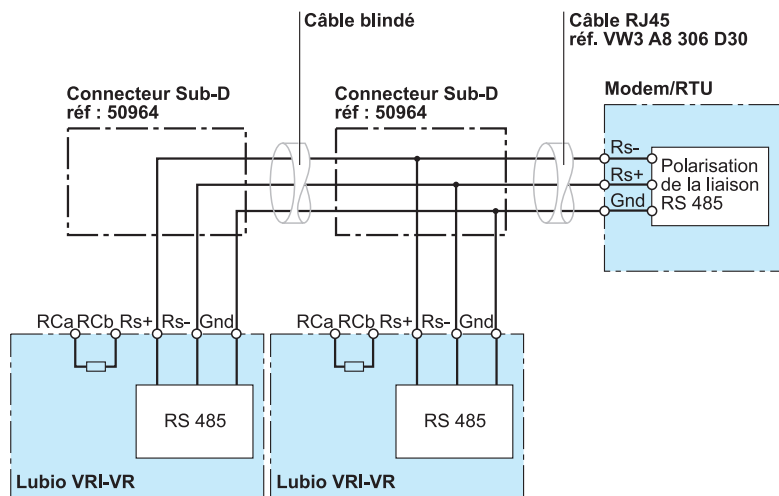 Câble blindé
Câble RJ45
réf. VW3 A8 306 D30
Connecteur Sub-D
réf : 50964
Connecteur Sub-D
réf : 50964
Modem/RTU
Rs-
Rs+
Gnd
Polarisation
de la liaison
RS 485
RCa RCb Rs+ Rs- Gnd
RCa RCb Rs+ Rs- Gnd
RS 485
RS 485
Lubio VRI-VR
Lubio VRI-VR